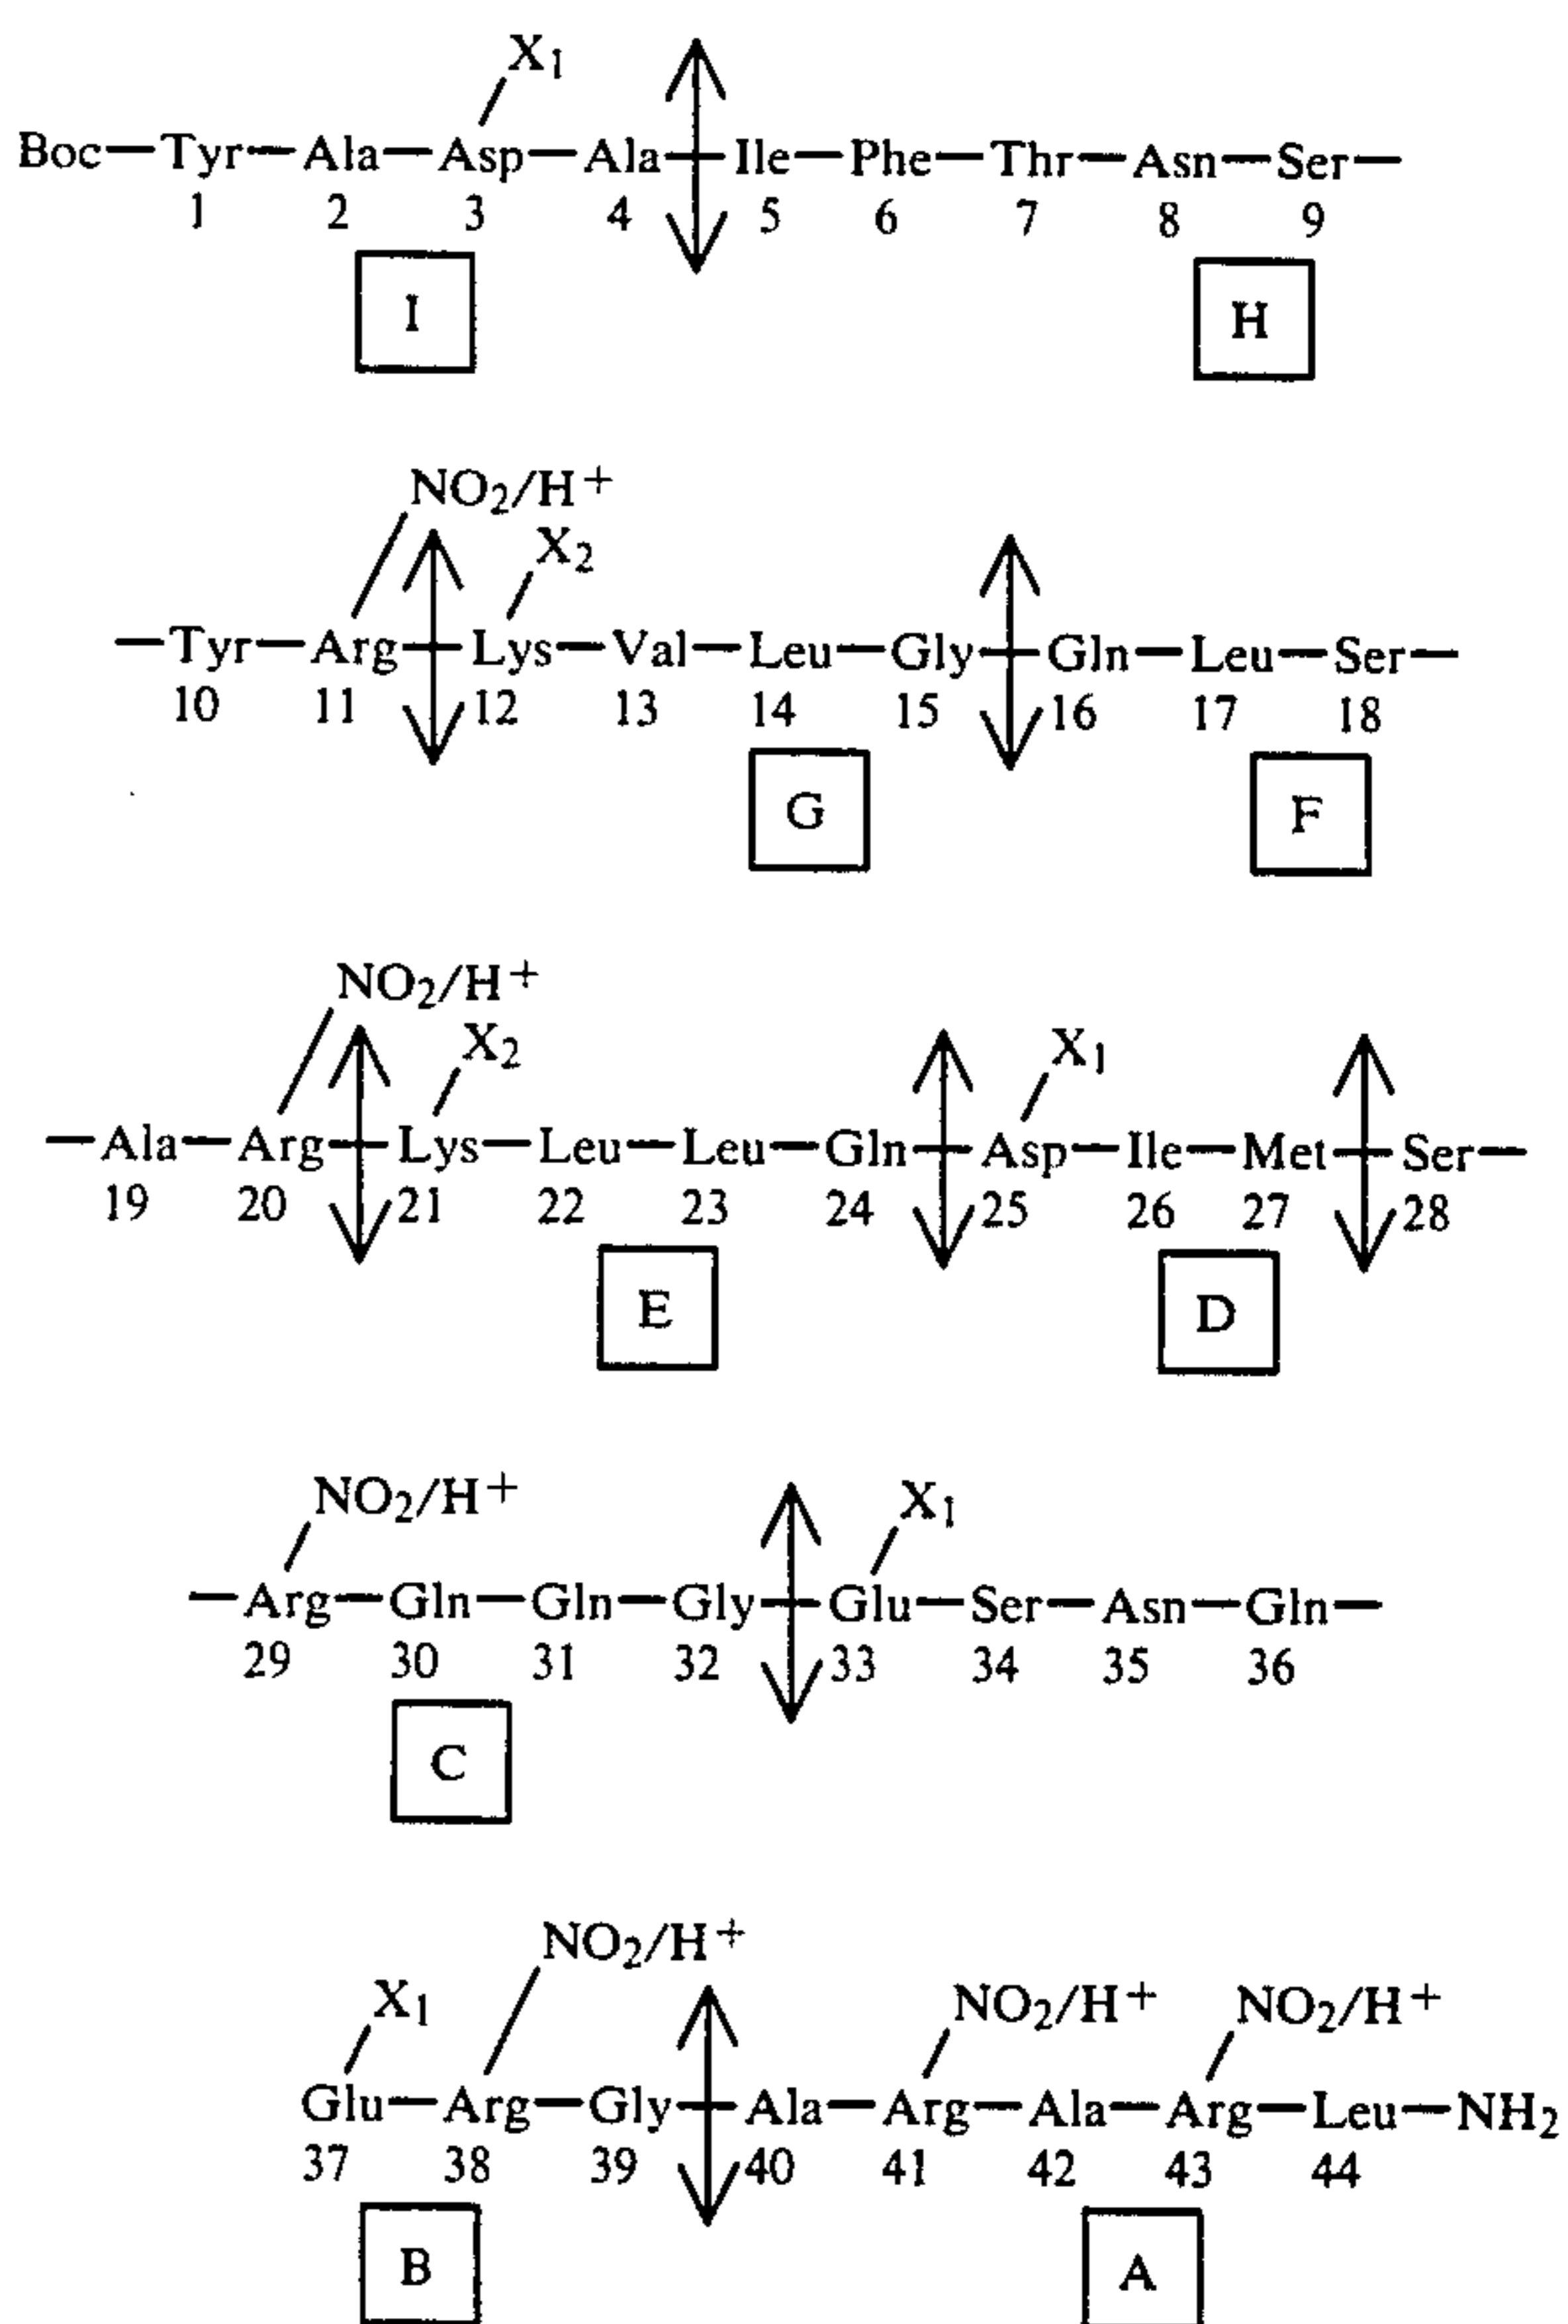 X1
Boc—Tyr—Ala—Asp—Ala—Ile—Phe—Thr—Asn—Ser—
1 2 3 4 5 6 7 8 9
I H
NO2/H+
X2
—Tyr—Arg—Lys—Val—Leu—Gly—Gln—Leu—Ser—
10 11 12 13 14 15 16 17 18
G F
NO2/H+
X2 X1
—Ala—Arg—Lys—Leu—Leu—Gln—Asp—Ile—Met—Ser—
19 20 21 22 23 24 25 26 27 28
E D
NO2/H+ X1
—Arg—Gln—Gln—Gly—Glu—Ser—Asn—Gln—
29 30 31 32 33 34 35 36
C
NO2/H+
X1 NO2/H+ NO2/H+
Glu—Arg—Gly—Ala—Arg—Ala—Arg—Leu—NH2
37 38 39 40 41 42 43 44
B A